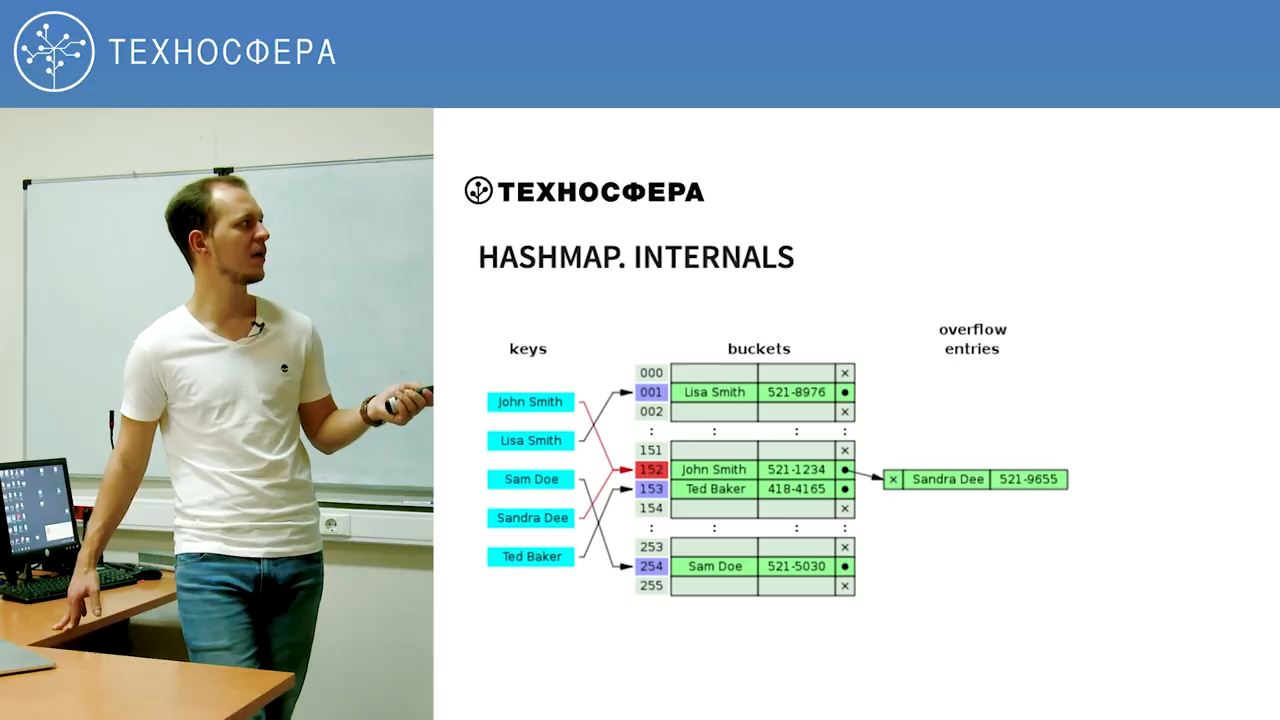 ТЕХНОСФЕРА
ТЕХНОСФЕРА
HASHMAP. INTERNALS
keys
buckets
overflow
entries
John Smith
Lisa Smith
Sam Doe
Sandra Dee
Ted Baker
000 ×
001 Lisa Smith 521-8976 •
002 ×
: : : :
151 ×
152 John Smith 521-1234 •
153 Ted Baker 418-4165 •
154 ×
: : : :
253 ×
254 Sam Doe 521-5030 •
255 ×
× Sandra Dee 521-9655